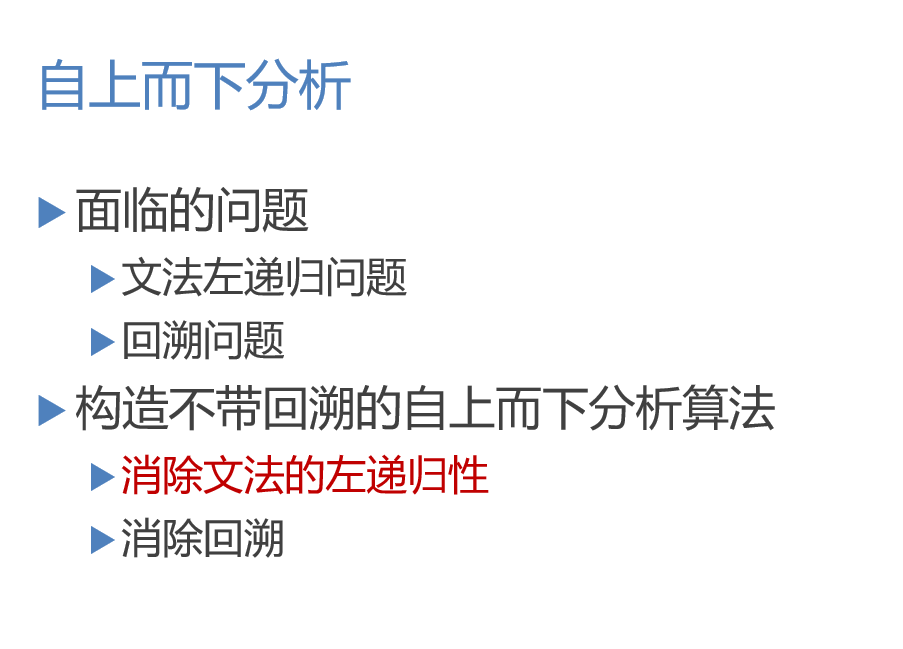 自上而下分析
面临的问题
文法左递归问题
回溯问题
构造不带回溯的自上而下分析算法
消除文法的左递归性
消除回溯